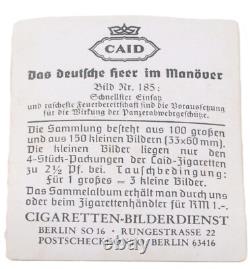 CAID
Das deutsche Heer im Manöver
Bild Nr. 185:
Schnellster Einsatz
und rascheste Feuerbereitschaft sind die Voraussetzung
für die Wirkung der Panzerabwehrgeschütze.
Die Sammlung besteht aus 100 großen
und aus 150 kleinen Bildern (33x60 mm).
Die kleinen Bilder liegen nur den
4-Stück-Packungen der Caid-Zigaretten
zu 2½ Pf. bei. Tauschbedingung:
Für 1 großes - 3 kleine Bilder.
Das Sammelalbum erhält man durch uns
oder beim Zigarettenhändler für RM 1.-.
CIGARETTEN-BILDERDIENST
BERLIN SO 16 · RUNGESTRASSE 22
POSTSCHECKKONTO: BERLIN 63416